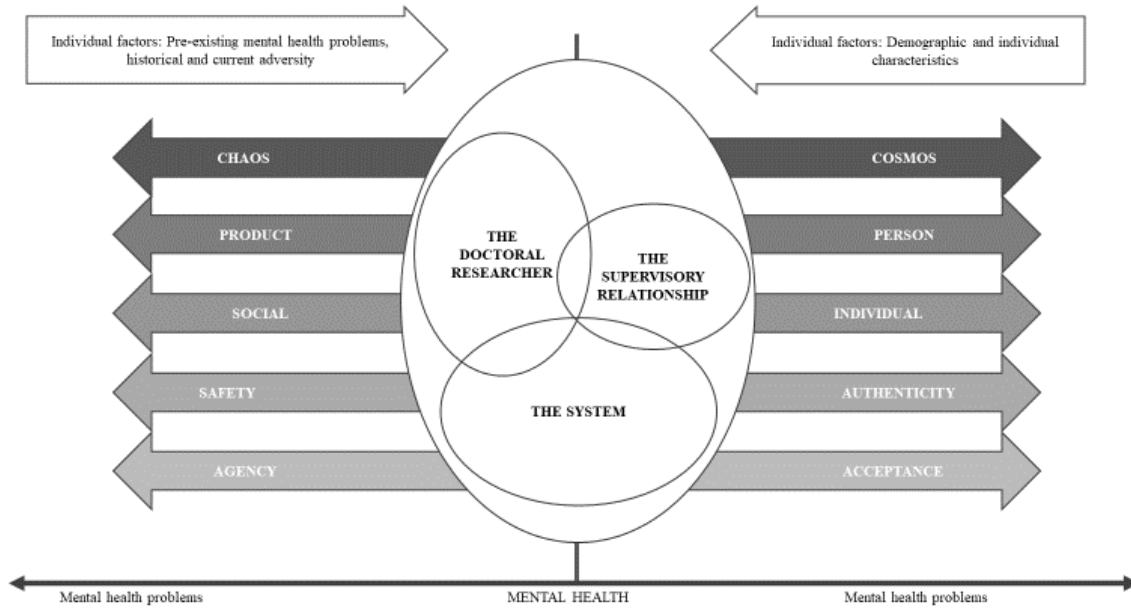 Individual factors: Pre-existing mental health problems,
historical and current adversity
Individual factors: Demographic and individual
characteristics
CHAOS
COSMOS
PRODUCT
PERSON
SOCIAL
INDIVIDUAL
SAFETY
AUTHENTICITY
AGENCY
ACCEPTANCE
THE
DOCTORAL
RESEARCHER
THE
SUPERVISORY
RELATIONSHIP
THE SYSTEM
Mental health problems
MENTAL HEALTH
Mental health problems